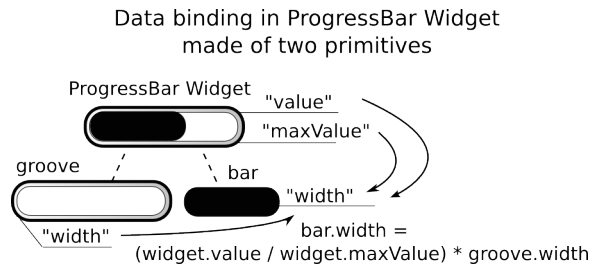 Data binding in ProgressBar Widget
made of two primitives
ProgressBar Widget
"value"
"maxValue"
groove
bar
"width"
"width"
bar.width =
(widget.value / widget.maxValue) * groove.width